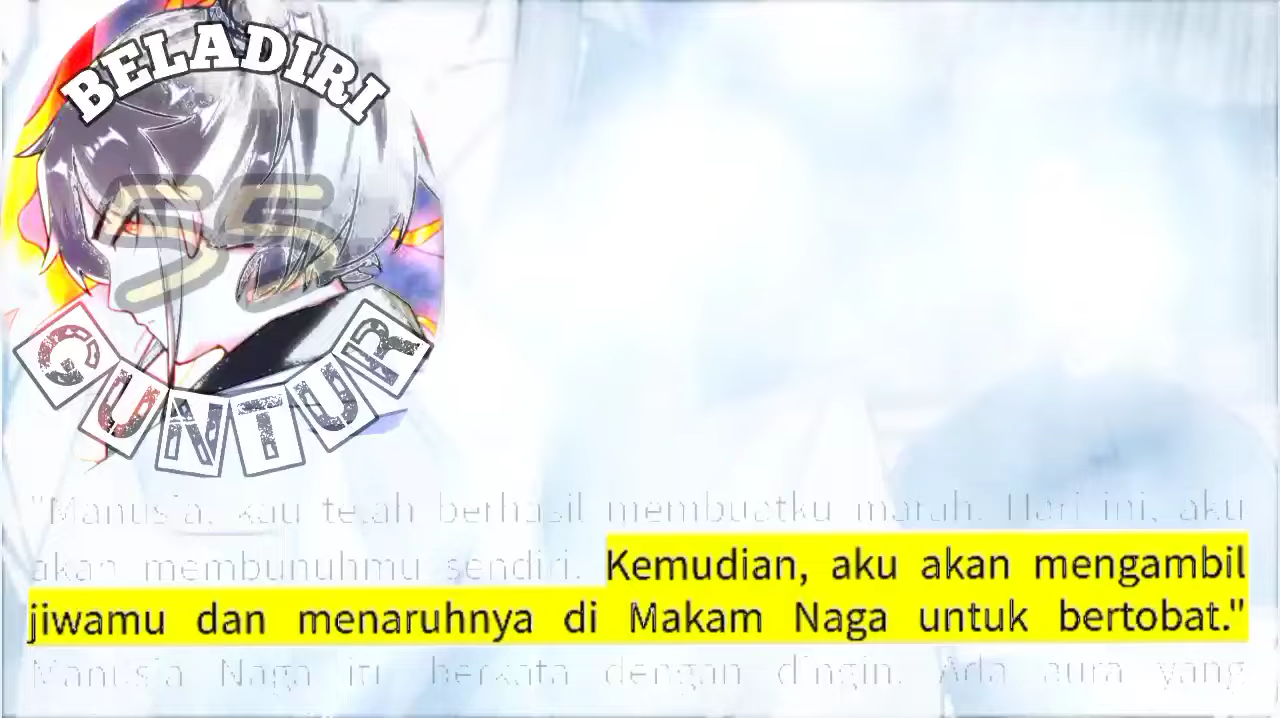 BELADIRI
55
GUNTUR
"Manusia, kau telah berhasil membuatku marah. Hari ini, aku
akan membunuhmu sendiri. Kemudian, aku akan mengambil
jiwamu dan menaruhnya di Makam Naga untuk bertobat."
Manusia Naga itu berkata dengan dingin. Ada aura yang